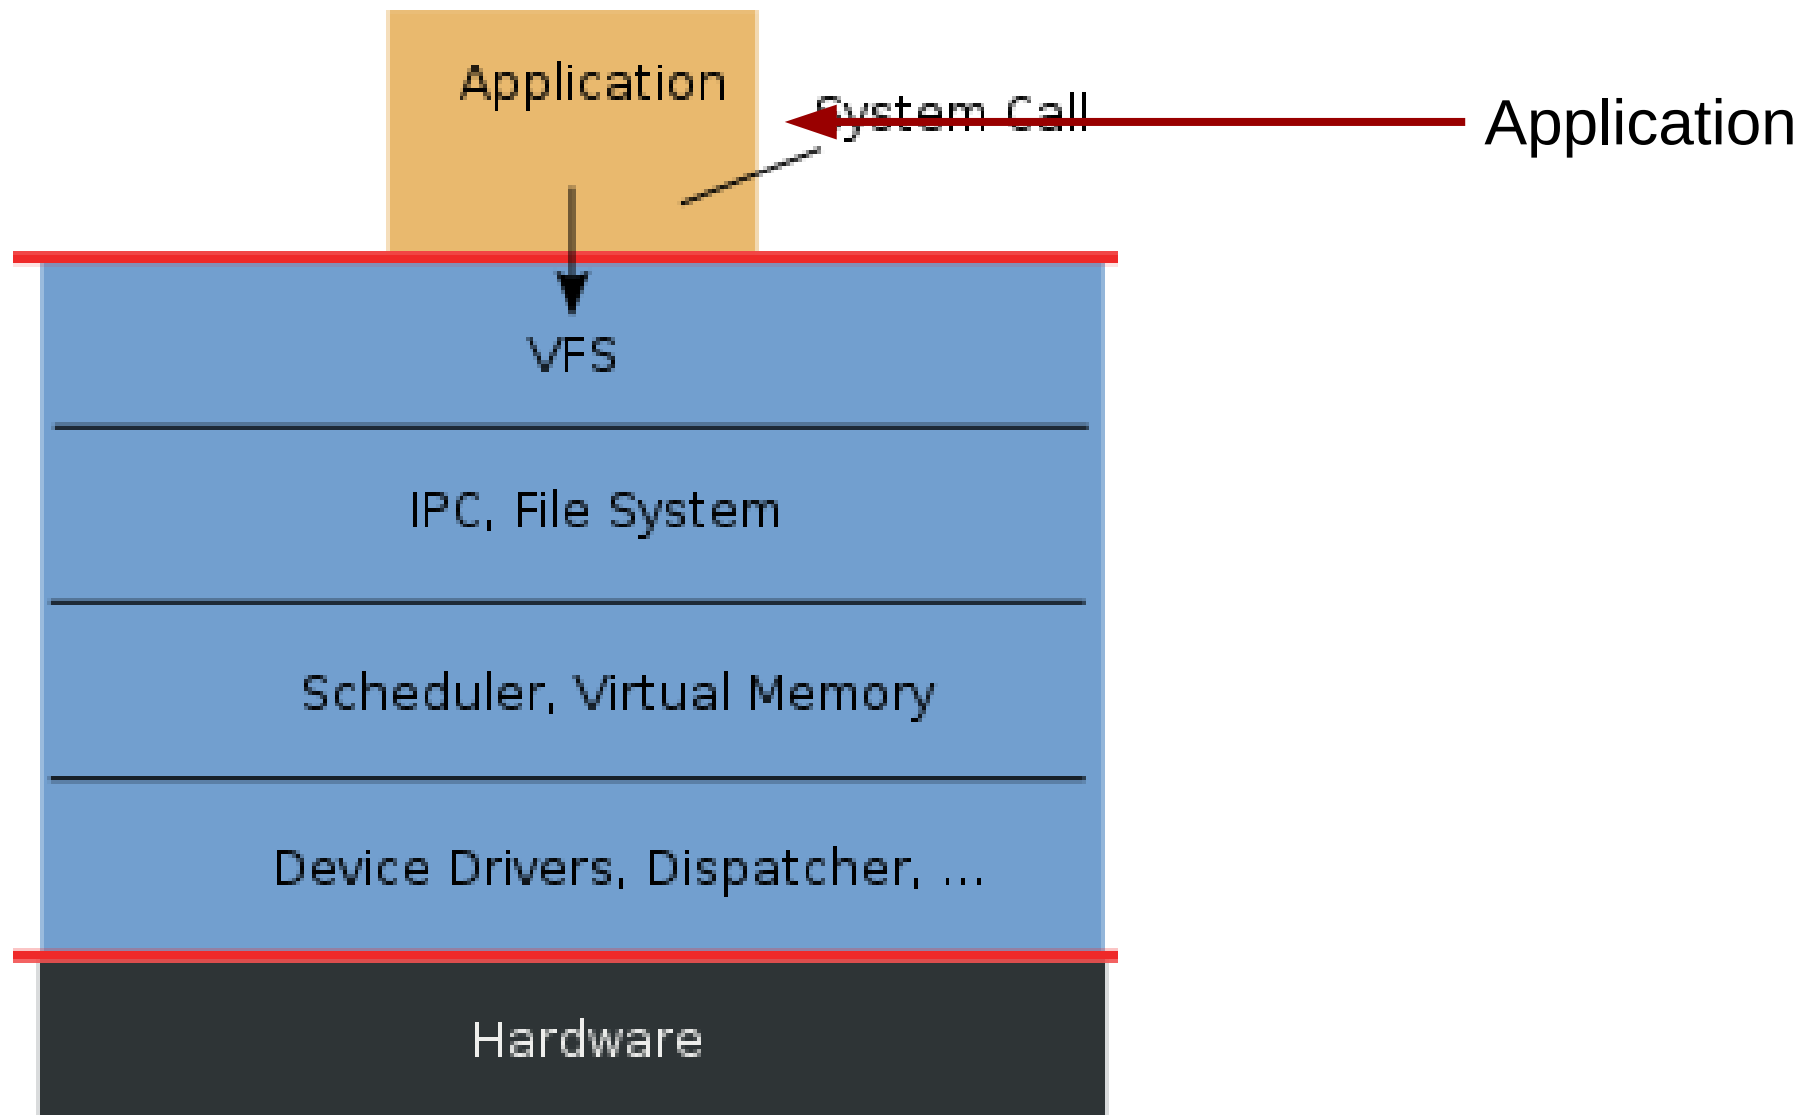 Application
System Call
Application
VFS
IPC, File System
Scheduler, Virtual Memory
Device Drivers, Dispatcher, ...
Hardware